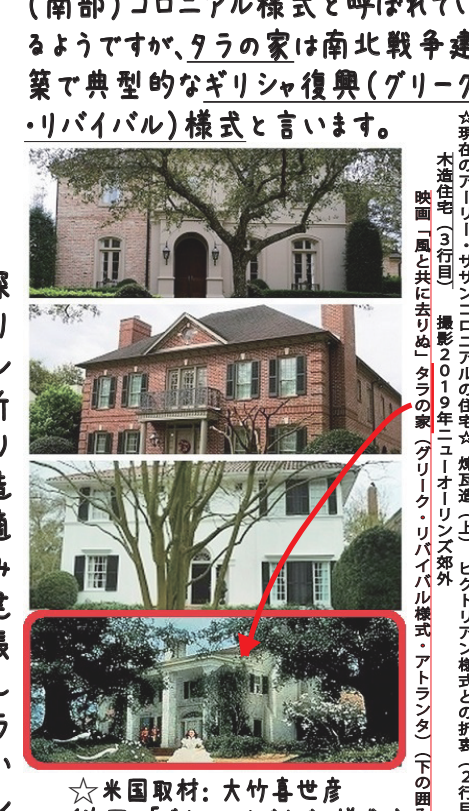 (南部)コロニアル様式と呼ばれてい
るようですが、タラの家は南北戦争建
築で典型的なギリシャ復興(グリーク
・リバイバル)様式と言います。
☆現在のアーリー・サザンコロニアルの住宅☆ 煉瓦造(上) ビクトリアン様式との折衷(2行目
木造住宅(3行目) 撮影2019年ニューオーリンズ郊外
映画「風と共に去りぬ」タラの家(グリーク・リバイバル様式・アトランタ)(下の囲み
☆米国取材: 大竹喜世彦